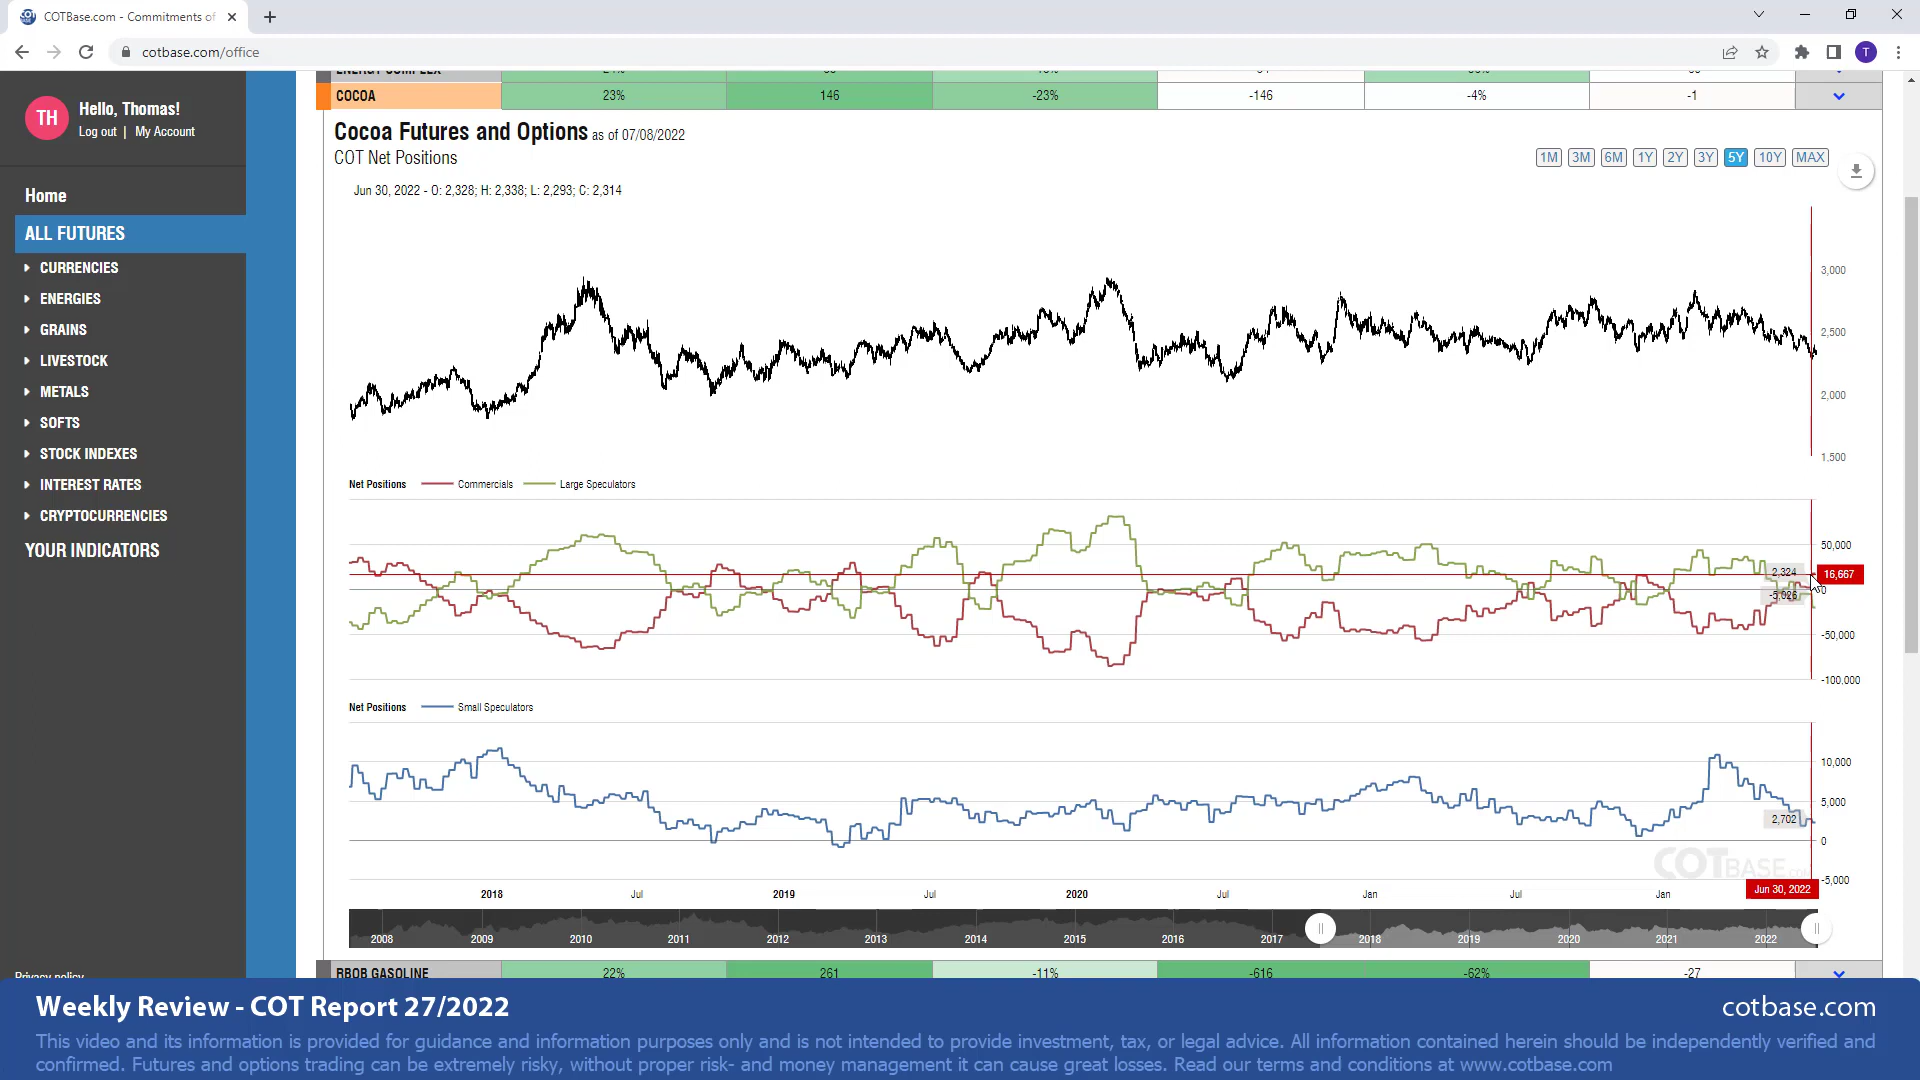 COTBase.com - Commitments of
cotbase.com/office
T
TH
Hello, Thomas!
Log out | My Account
Home
ALL FUTURES
CURRENCIES
ENERGIES
GRAINS
LIVESTOCK
METALS
SOFTS
STOCK INDEXES
INTEREST RATES
CRYPTOCURRENCIES
YOUR INDICATORS
Privacy policy
ENERGY COMPLEX
COCOA 23% 146 -23% -146 -4% -1
Cocoa Futures and Options as of 07/08/2022
COT Net Positions
1M 3M 6M 1Y 2Y 3Y 5Y 10Y MAX
Jun 30, 2022 - O: 2,328; H: 2,338; L: 2,293; C: 2,314
3,000
2,500
2,000
1,500
Net Positions Commercials Large Speculators
50,000
2,324 16,667
0
-5,026
-50,000
-100,000
Net Positions Small Speculators
10,000
5,000
2,702
0
COTBASE.com
-5,000
2018 Jul 2019 Jul 2020 Jul Jan Jul Jan Jun 30, 2022
2008 2009 2010 2011 2012 2013 2014 2015 2016 2017 2018 2019 2020 2021 2022
RBOB GASOLINE 22% 261 -11% -616 -62% -27
Weekly Review - COT Report 27/2022
cotbase.com
This video and its information is provided for guidance and information purposes only and is not intended to provide investment, tax, or legal advice. All information contained herein should be independently verified and
confirmed. Futures and options trading can be extremely risky, without proper risk- and money management it can cause great losses. Read our terms and conditions at www.cotbase.com